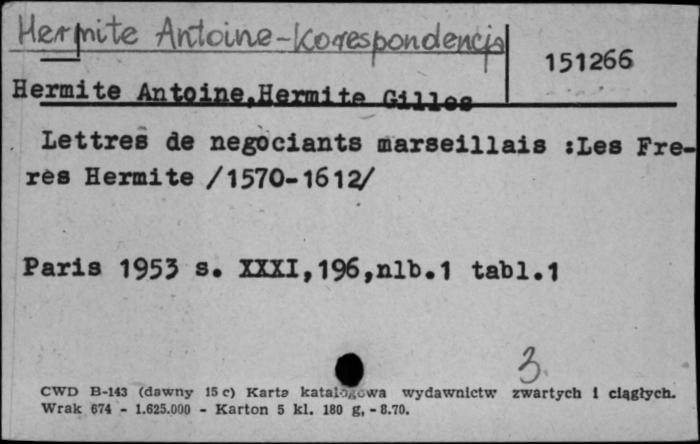 Hermite Antoine-Korespondencja
151266
Hermite Antoine,Hermite Gilles
Lettres de negociants marseillais :Les Fre-
res Hermite /1570-1612/
Paris 1953 s. XXXI,196,nlb.1 tabl.1
3.
CWD B-143 (dawny 15 c) Karta katalogowa wydawnictw zwartych i ciągłych.
Wrak 674 - 1.625.000 - Karton 5 kl. 180 g, - 8.70.